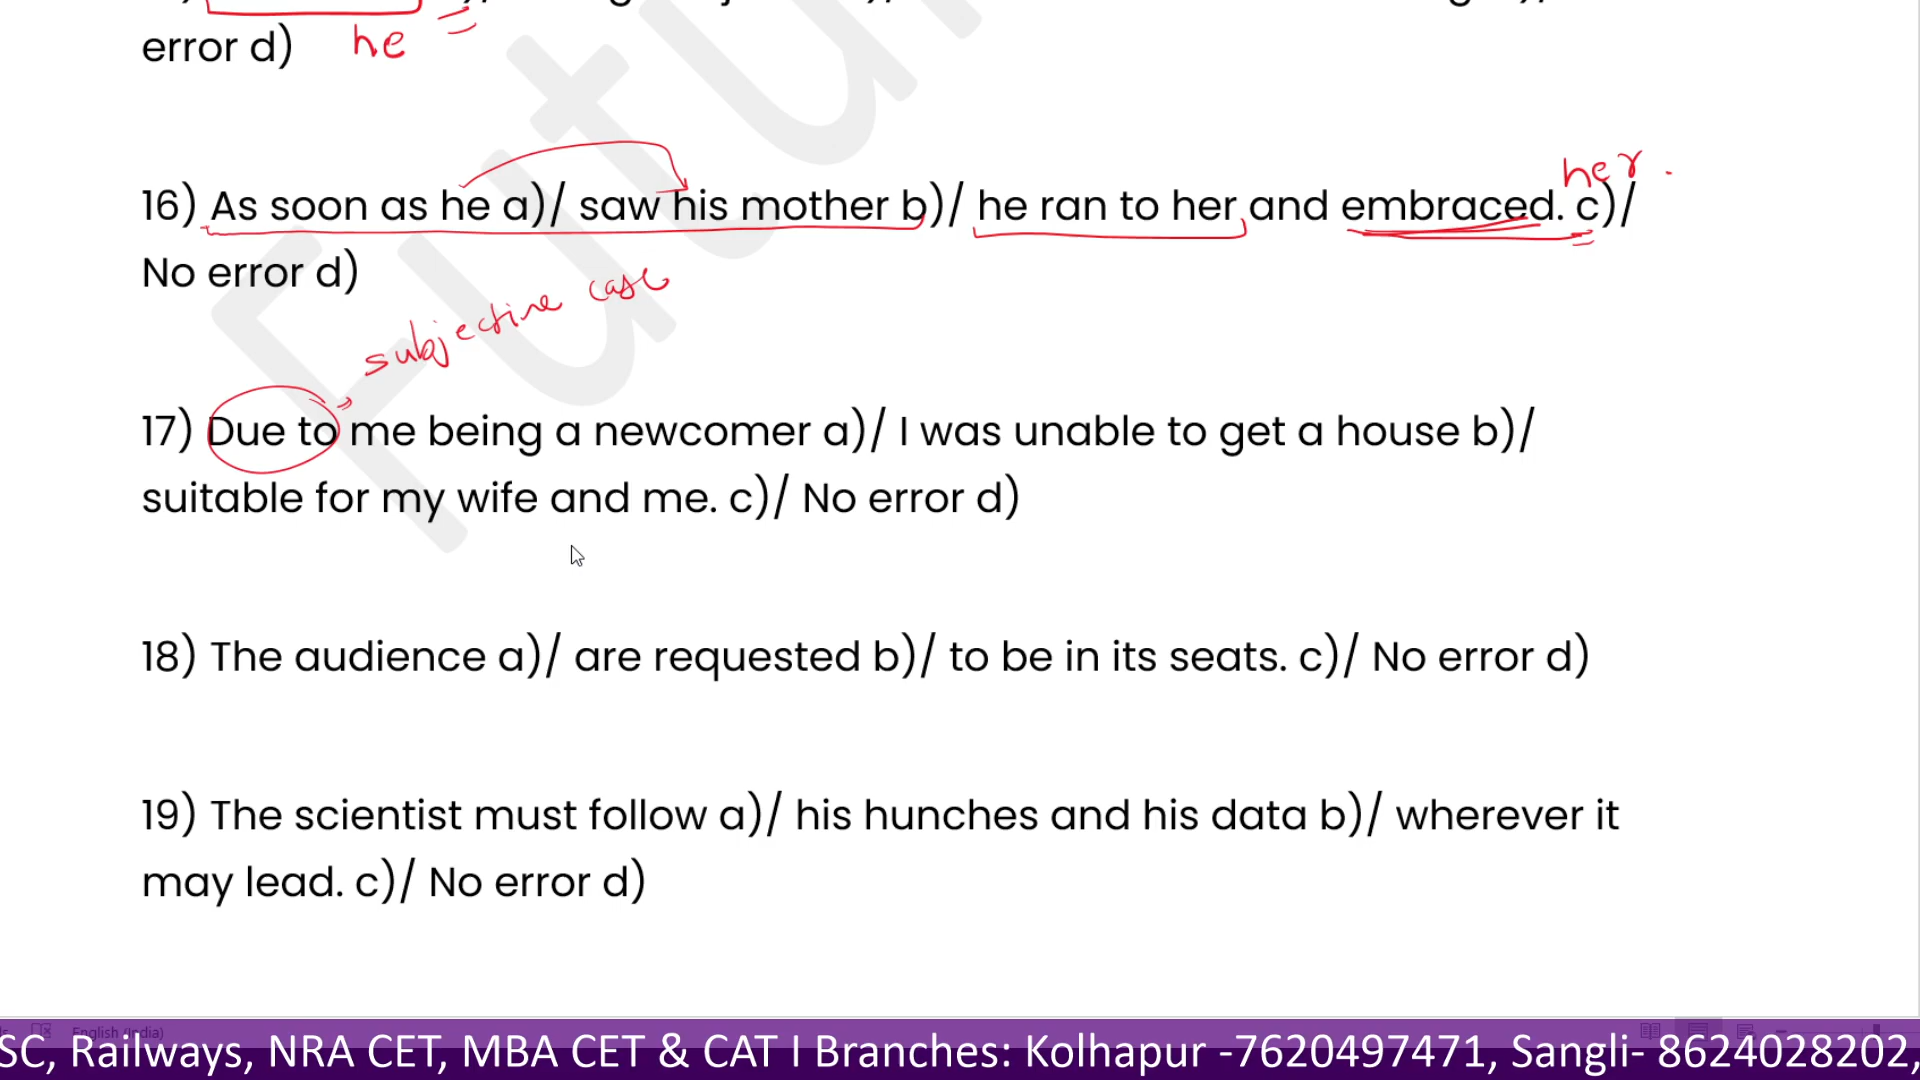 error d) he
her.
16) As soon as he a)/ saw his mother b)/ he ran to her and embraced. c)/
No error d)
subjective case
17) Due to me being a newcomer a)/ I was unable to get a house b)/
suitable for my wife and me. c)/ No error d)
18) The audience a)/ are requested b)/ to be in its seats. c)/ No error d)
19) The scientist must follow a)/ his hunches and his data b)/ wherever it
may lead. c)/ No error d)
English (India)
SC, Railways, NRA CET, MBA CET & CAT I Branches: Kolhapur -7620497471, Sangli- 8624028202,